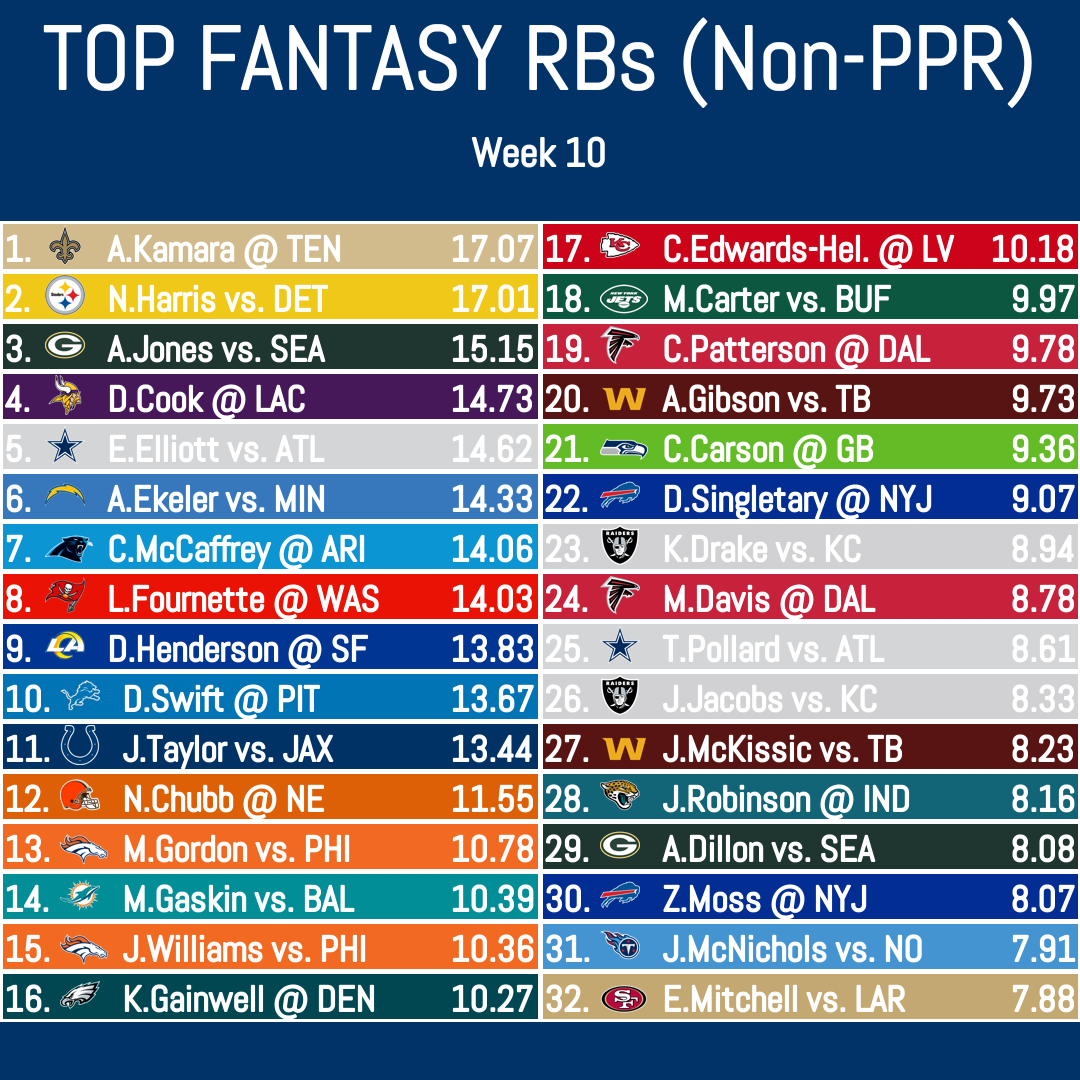 TOP FANTASY RBs (Non-PPR)
Week 10
1. A.Kamara @ TEN 17.07
2. N.Harris vs. DET 17.01
3. A.Jones vs. SEA 15.15
4. D.Cook @ LAC 14.73
5. E.Elliott vs. ATL 14.62
6. A.Ekeler vs. MIN 14.33
7. C.McCaffrey @ ARI 14.06
8. L.Fournette @ WAS 14.03
9. D.Henderson @ SF 13.83
10. D.Swift @ PIT 13.67
11. J.Taylor vs. JAX 13.44
12. N.Chubb @ NE 11.55
13. M.Gordon vs. PHI 10.78
14. M.Gaskin vs. BAL 10.39
15. J.Williams vs. PHI 10.36
16. K.Gainwell @ DEN 10.27
17. C.Edwards-Hel. @ LV 10.18
18. NEW YORK JETS M.Carter vs. BUF 9.97
19. C.Patterson @ DAL 9.78
20. W A.Gibson vs. TB 9.73
21. C.Carson @ GB 9.36
22. D.Singletary @ NYJ 9.07
23. RAIDERS K.Drake vs. KC 8.94
24. M.Davis @ DAL 8.78
25. T.Pollard vs. ATL 8.61
26. RAIDERS J.Jacobs vs. KC 8.33
27. W J.McKissic vs. TB 8.23
28. J.Robinson @ IND 8.16
29. G A.Dillon vs. SEA 8.08
30. Z.Moss @ NYJ 8.07
31. T J.McNichols vs. NO 7.91
32. SF E.Mitchell vs. LAR 7.88